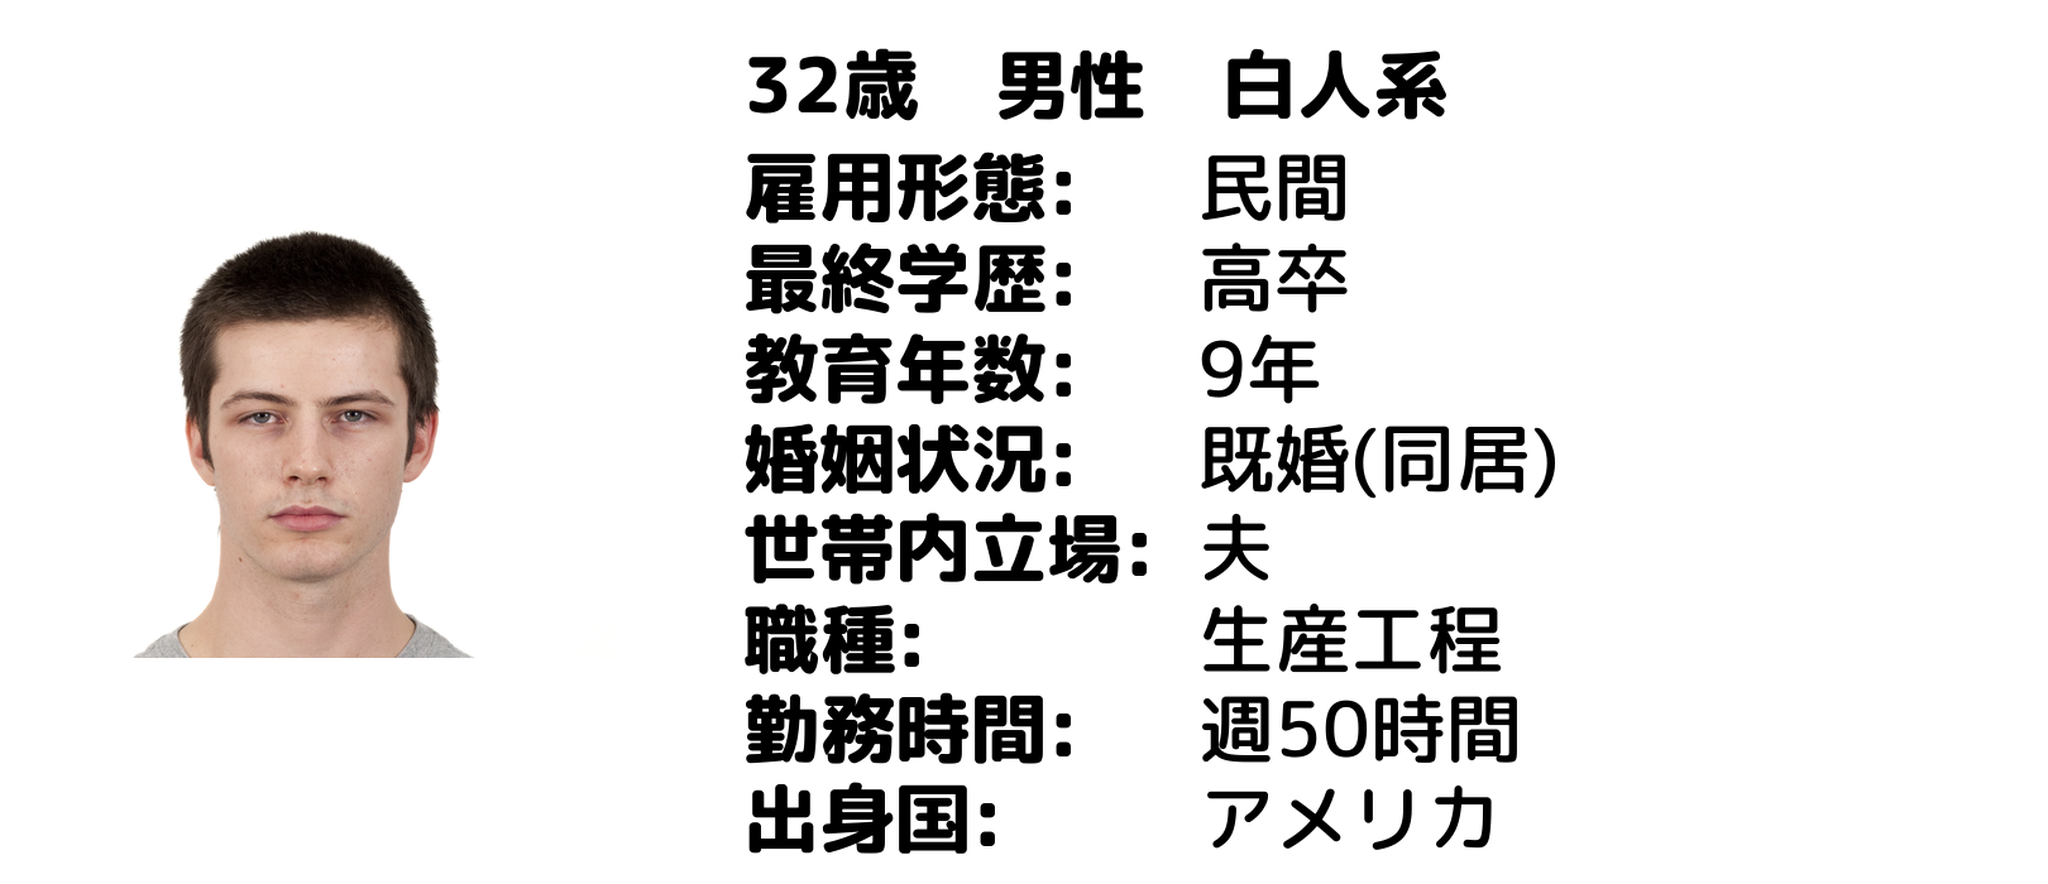 32歳　男性　白人系
雇用形態:　民間
最終学歴:　高卒
教育年数:　9年
婚姻状況:　既婚(同居)
世帯内立場:　夫
職種:　生産工程
勤務時間:　週50時間
出身国:　アメリカ